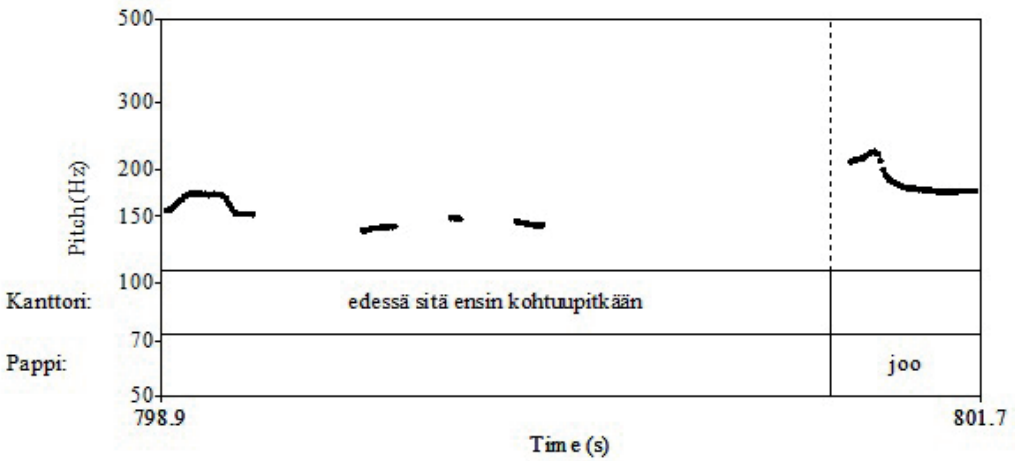 500
300
200
150
Pitch (Hz)
100
Kanttori: edessä sitä ensin kohtuupitkään
70
Pappi: joo
50
798.9 801.7
Time (s)